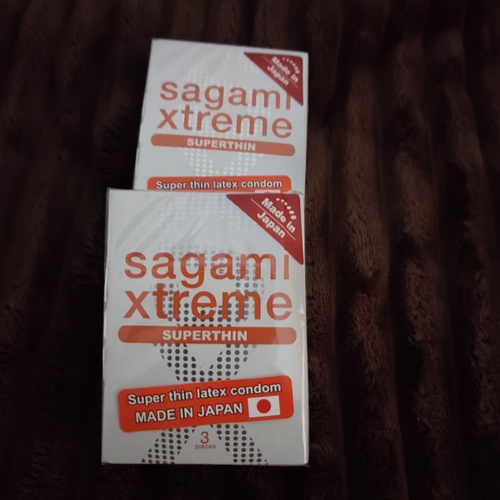 Made in
Japan
sagami
xtreme
SUPERTHIN
Super thin latex condom
Made in
Japan
sagami
xtreme
SUPERTHIN
Super thin latex condom
MADE IN JAPAN
3
pieces